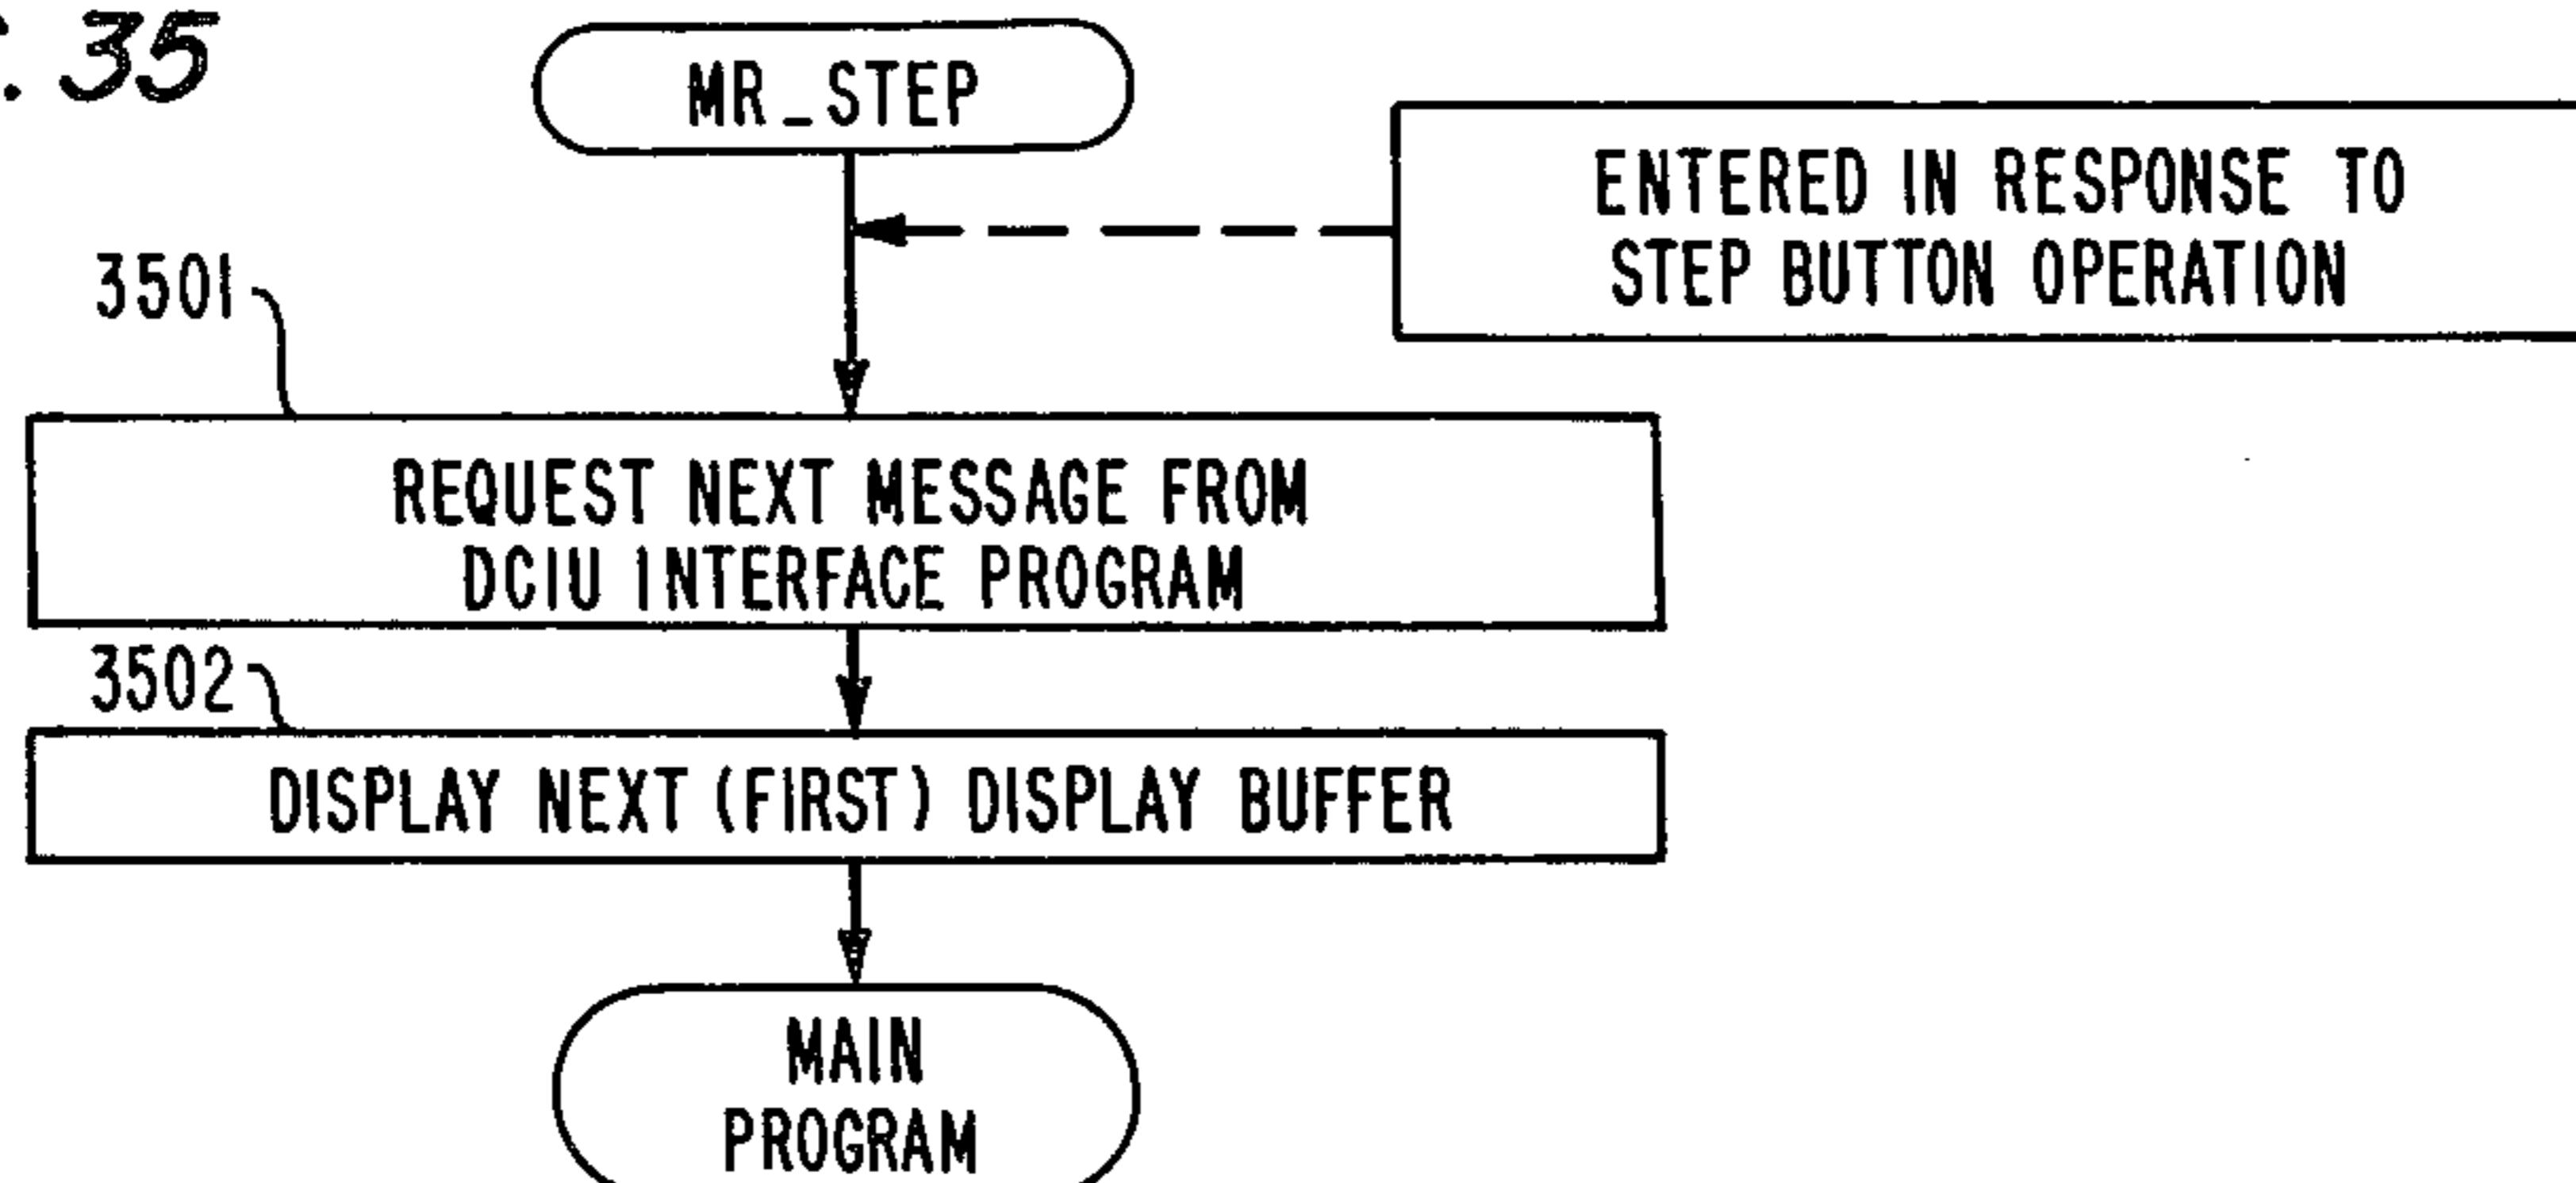 . 35
MR_STEP
ENTERED IN RESPONSE TO
STEP BUTTON OPERATION
3501
REQUEST NEXT MESSAGE FROM
DCIU INTERFACE PROGRAM
3502
DISPLAY NEXT (FIRST) DISPLAY BUFFER
MAIN
PROGRAM